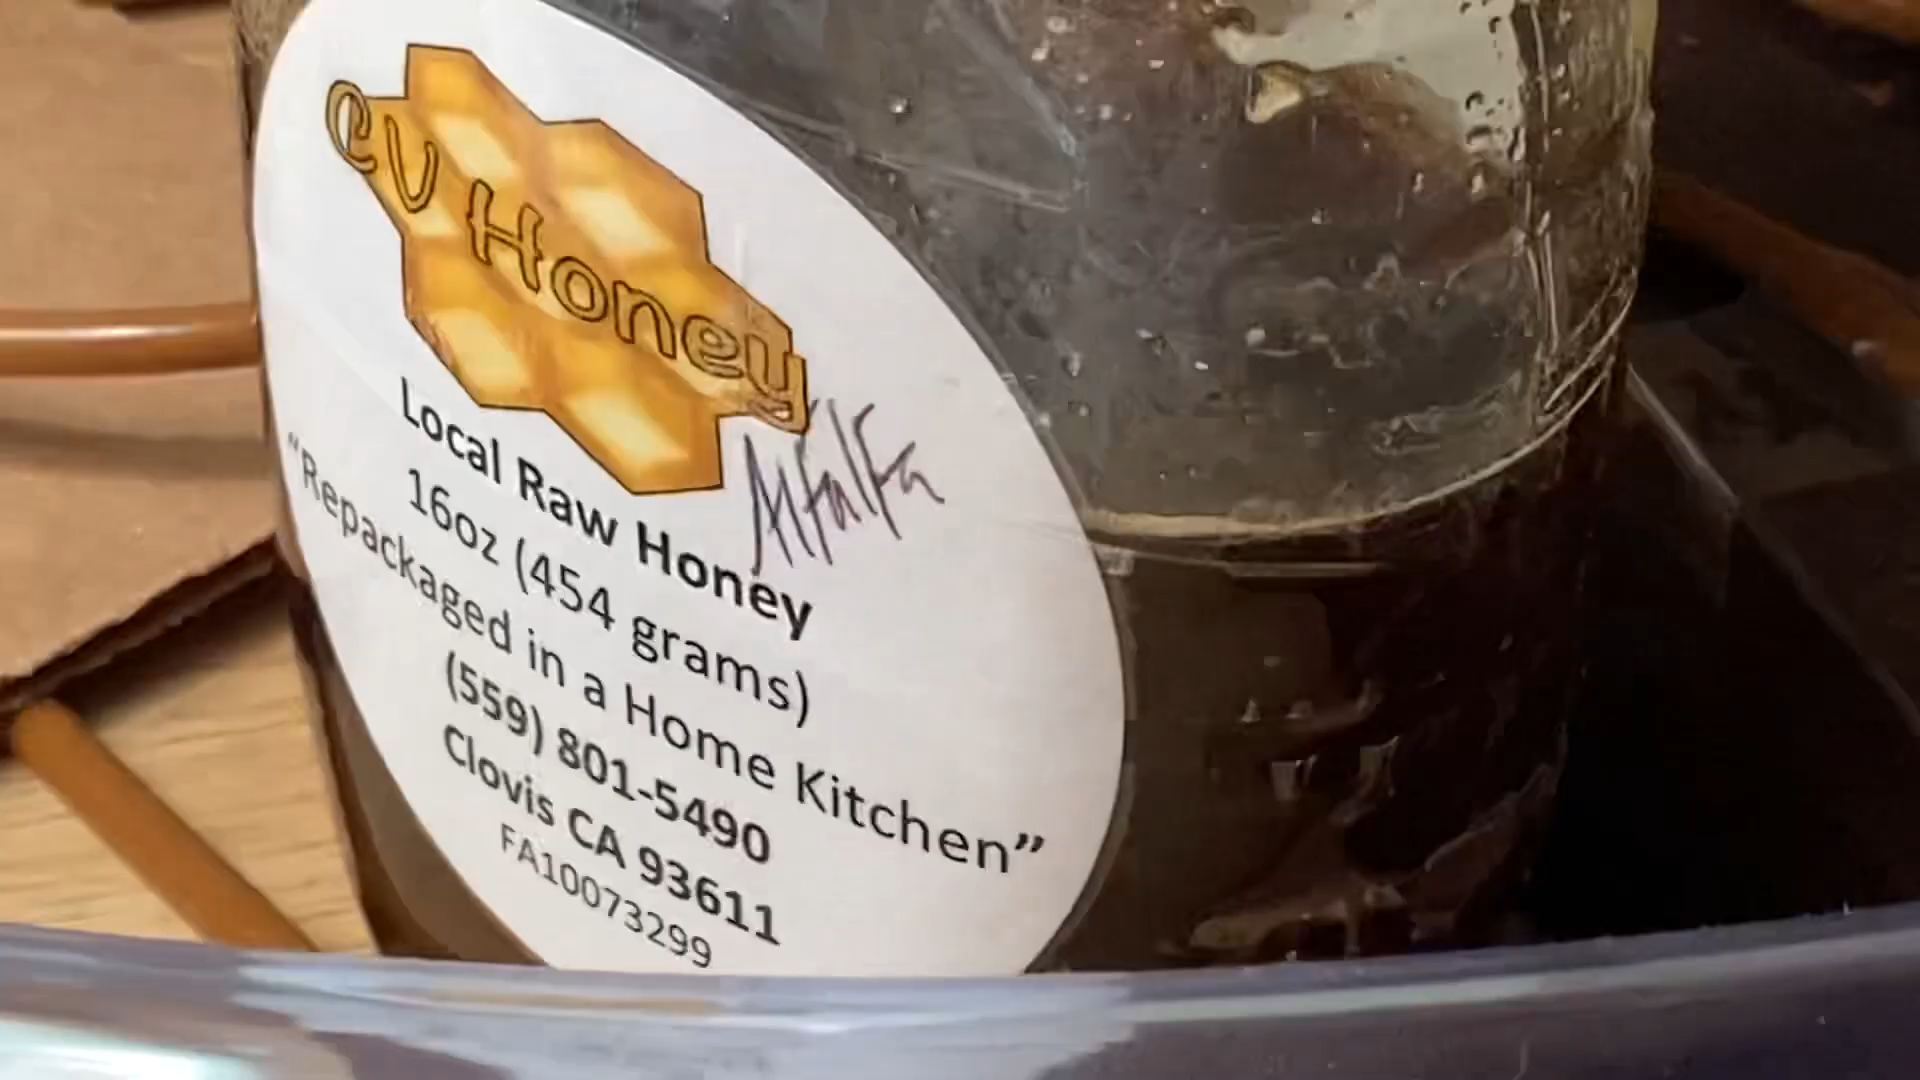 CV Honey
Alfalfa
Local Raw Honey
16oz (454 grams)
“Repackaged in a Home Kitchen”
(559) 801-5490
Clovis CA 93611
FA10073299